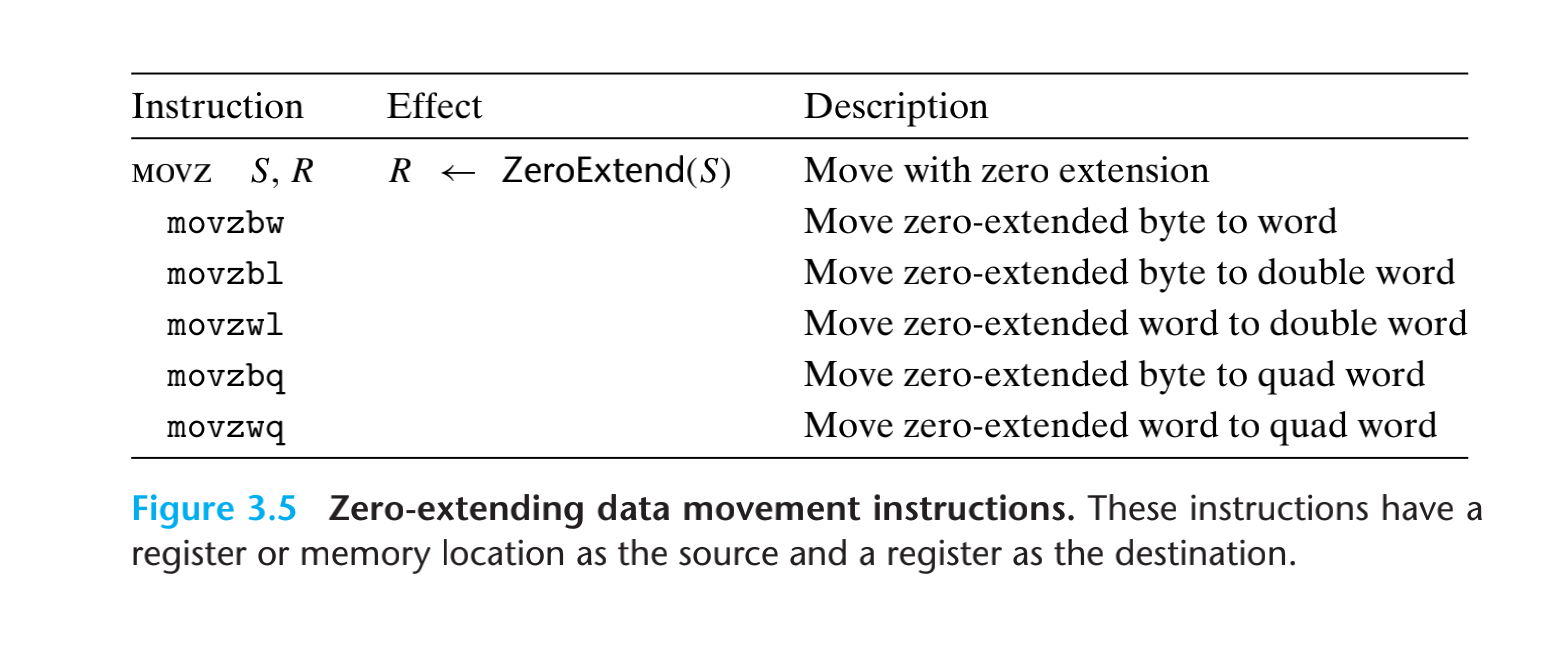 Instruction Effect Description
MOVZ S, R R ← ZeroExtend(S) Move with zero extension
movzbw Move zero-extended byte to word
movzbl Move zero-extended byte to double word
movzwl Move zero-extended word to double word
movzbq Move zero-extended byte to quad word
movzwq Move zero-extended word to quad word
Figure 3.5 Zero-extending data movement instructions. These instructions have a
register or memory location as the source and a register as the destination.